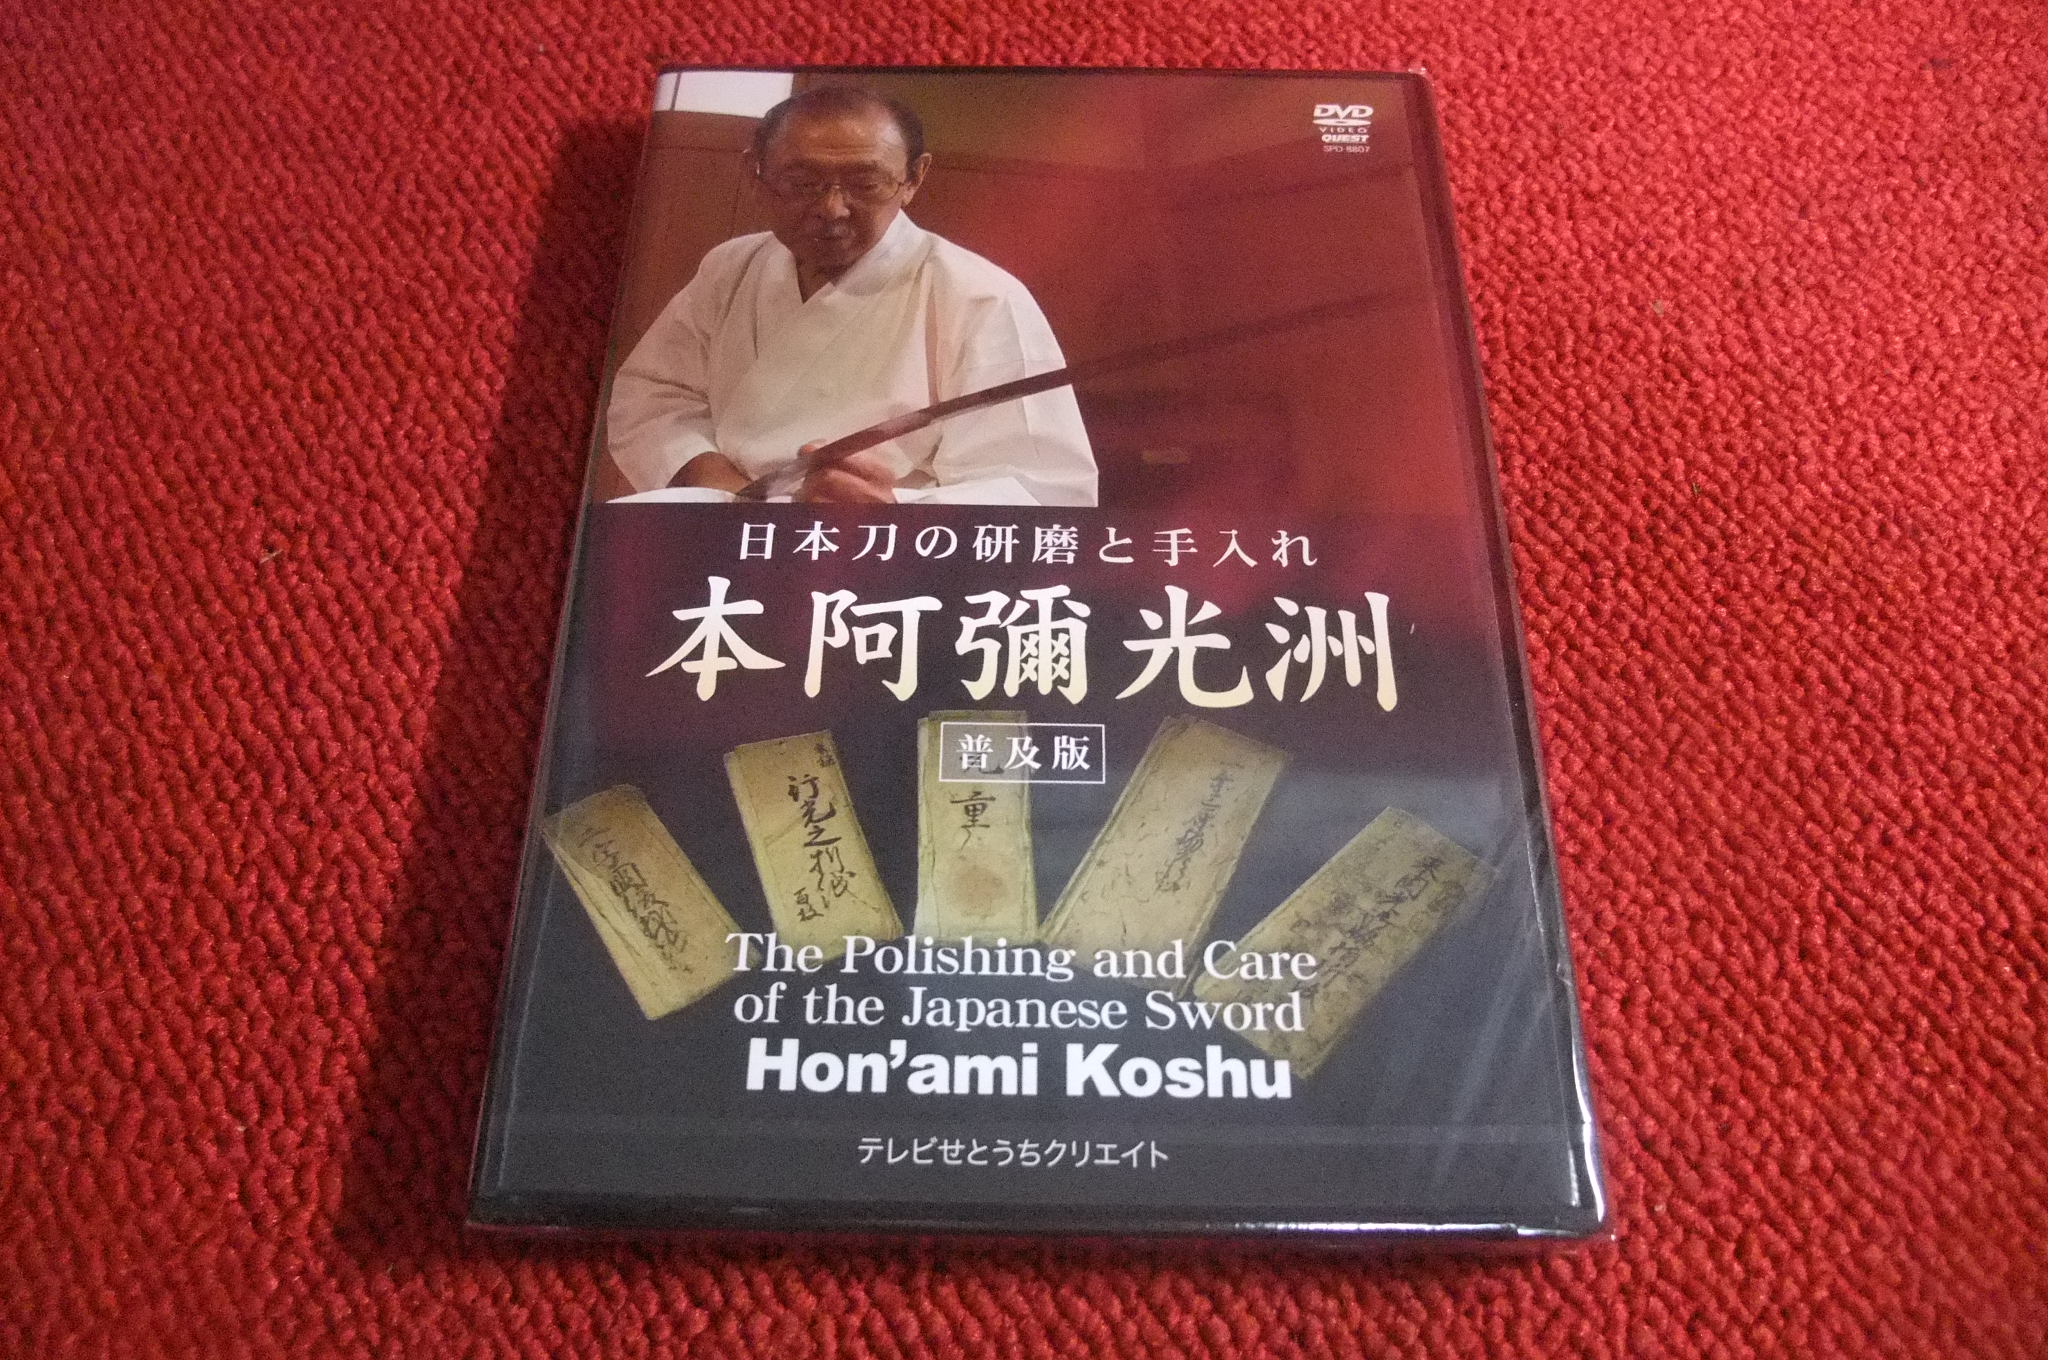 DVD
VIDEO
QUEST
SPD-8807
日本刀の研磨と手入れ
本阿彌光洲
普及版
The Polishing and Care
of the Japanese Sword
Hon'ami Koshu
テレビせとうちクリエイト